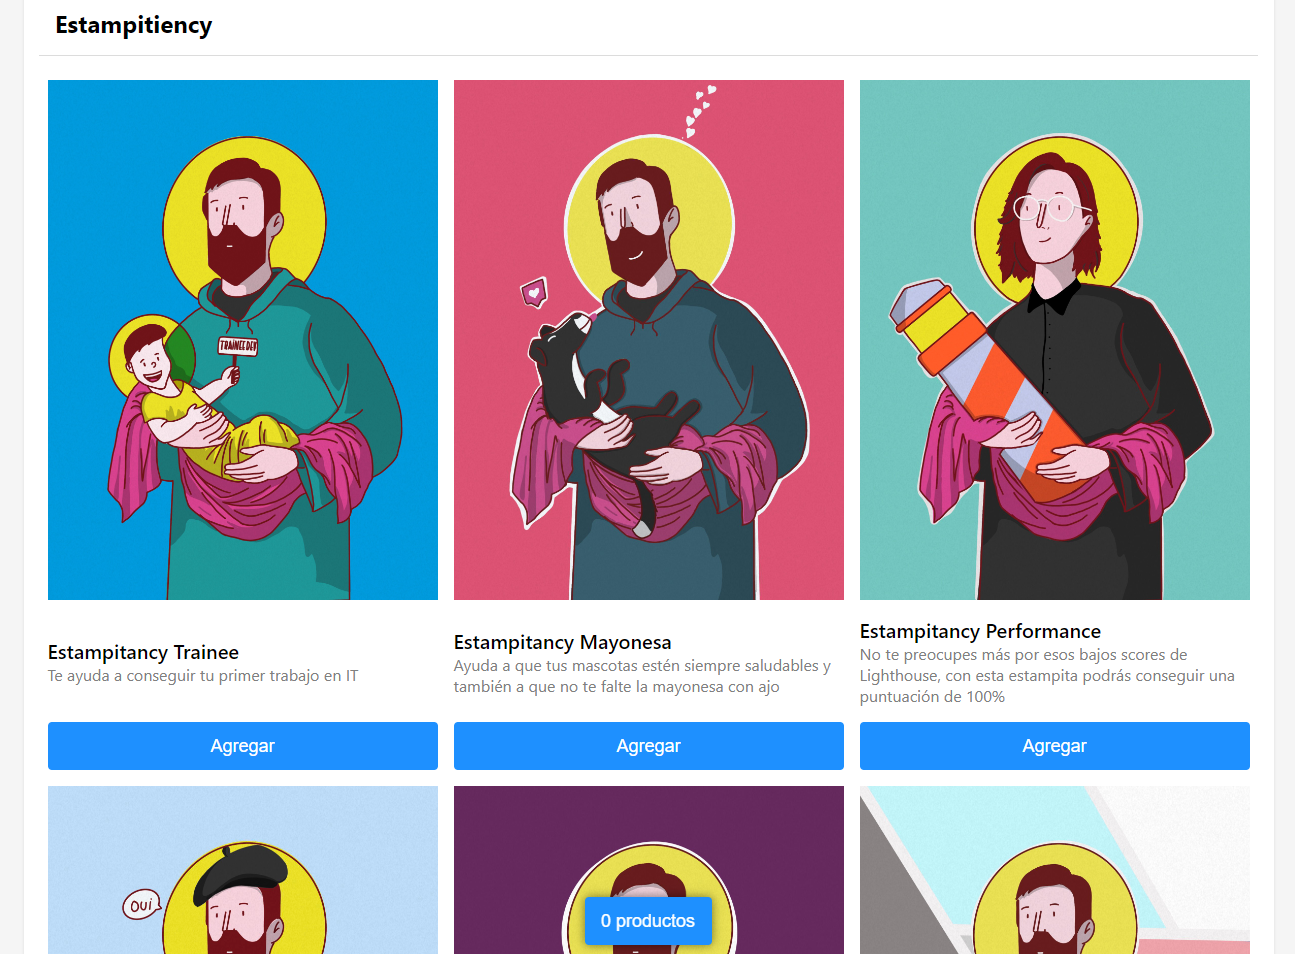 Estampitiency
TRAINEE DEV
Estampitancy Trainee
Te ayuda a conseguir tu primer trabajo en IT
Agregar
Estampitancy Mayonesa
Ayuda a que tus mascotas estén siempre saludables y
también a que no te falte la mayonesa con ajo
Agregar
Estampitancy Performance
No te preocupes más por esos bajos scores de
Lighthouse, con esta estampita podrás conseguir una
puntuación de 100%
Agregar
OUI
0 productos